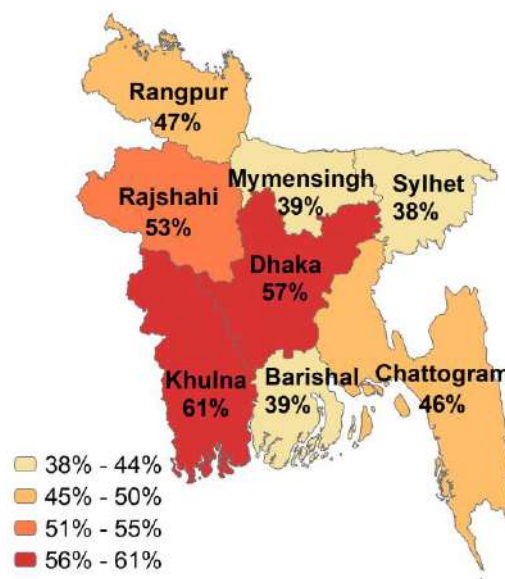 Rangpur
47%
Mymensingh
39%
Sylhet
38%
Rajshahi
53%
Dhaka
57%
Khulna
61%
Barishal
39%
Chattogram
46%
38% - 44%
45% - 50%
51% - 55%
56% - 61%